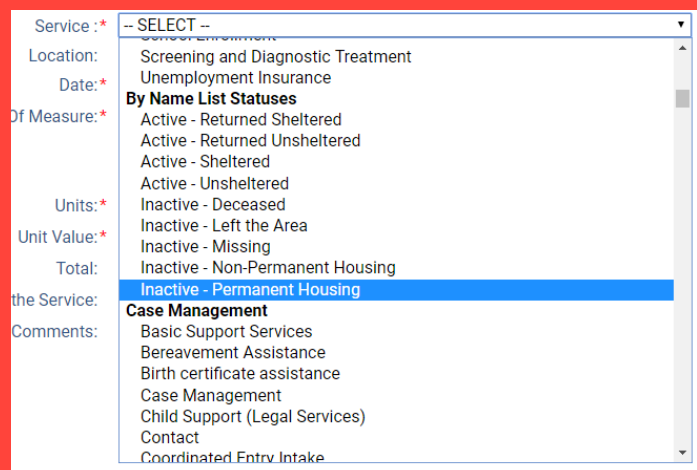 Service :* -- SELECT --
School Enrollment
Location:
Screening and Diagnostic Treatment
Date:*
Unemployment Insurance
By Name List Statuses
Of Measure:*
Active - Returned Sheltered
Active - Returned Unsheltered
Active - Sheltered
Active - Unsheltered
Units:*
Inactive - Deceased
Inactive - Left the Area
Unit Value:*
Inactive - Missing
Total:
Inactive - Non-Permanent Housing
Inactive - Permanent Housing
the Service:
Case Management
Comments:
Basic Support Services
Bereavement Assistance
Birth certificate assistance
Case Management
Child Support (Legal Services)
Contact
Coordinated Entry Intake